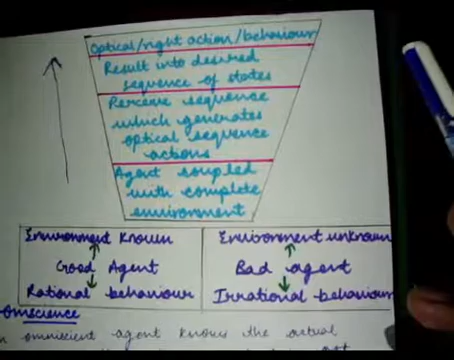 Optical/right action/behaviour
Result into desired
sequence of states
Perceive sequence
which generates
optical sequence
actions
Agent coupled
with complete
environment
Environment Known
Good Agent
Rational behaviour
Environment unknown
Bad agent
Irrational behaviour
omniscience
omniscient agent knows the actual